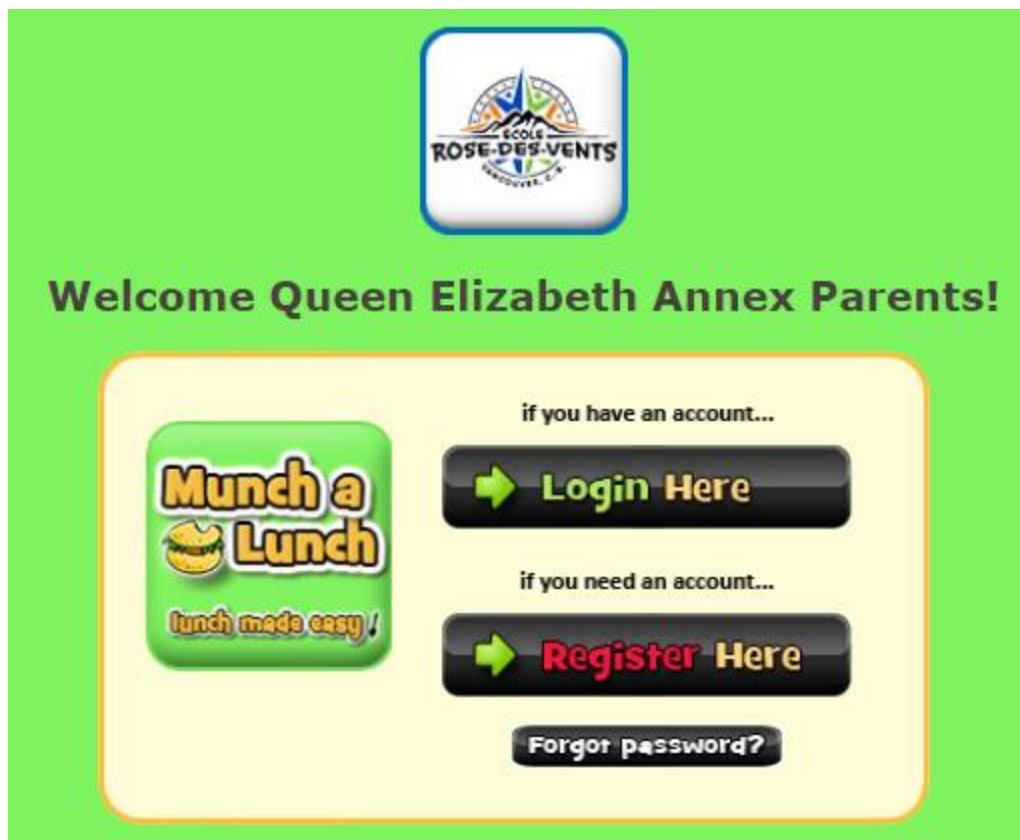 ÉCOLE
ROSE-DES-VENTS
VANCOUVER, C.-B.
Welcome Queen Elizabeth Annex Parents!
if you have an account...
Munch a
Lunch
lunch made easy!
Login Here
if you need an account...
Register Here
Forgot password?